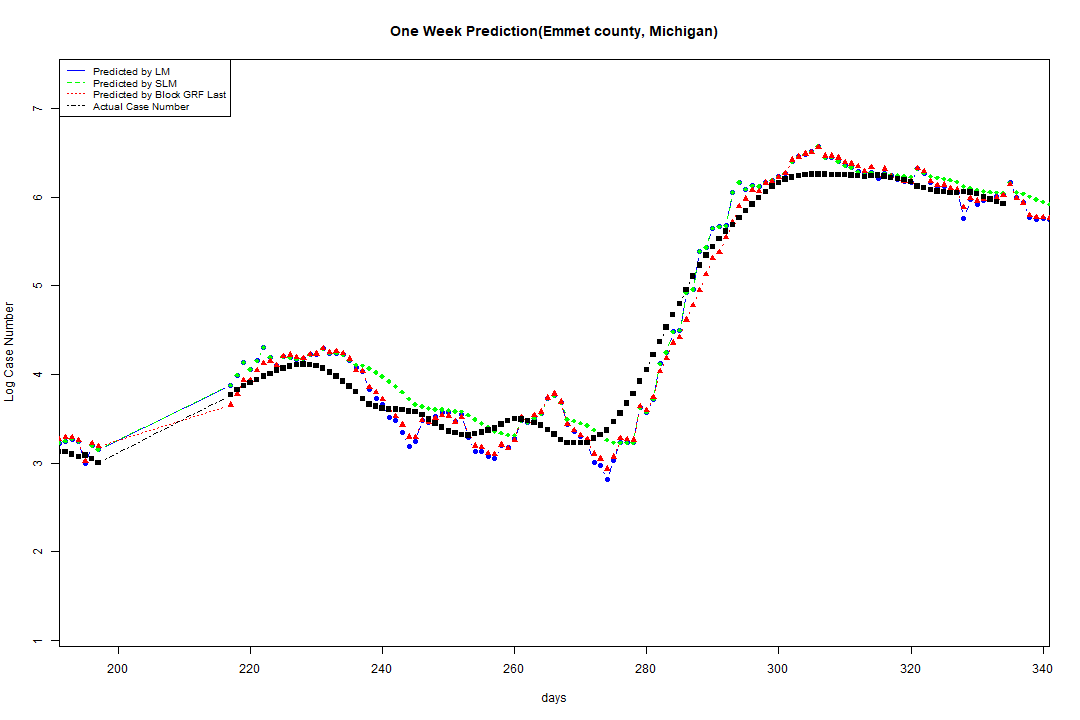 One Week Prediction(Emmet county, Michigan)
Predicted by LM
Predicted by SLM
Predicted by Block GRF Last
Actual Case Number
7
6
5
4
3
2
1
Log Case Number
200 220 240 260 280 300 320 340
days